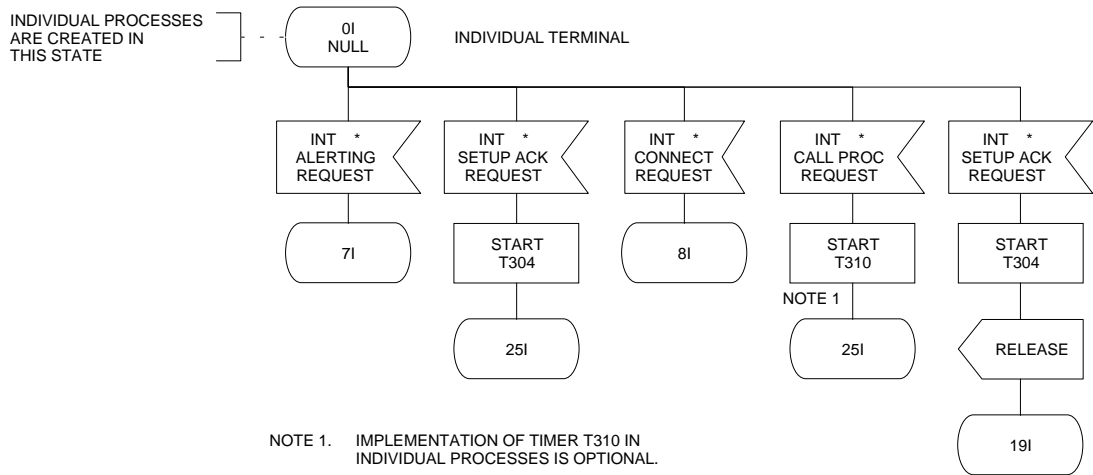 INDIVIDUAL PROCESSES
ARE CREATED IN
THIS STATE
0I
NULL
INDIVIDUAL TERMINAL
INT *
ALERTING
REQUEST
INT *
SETUP ACK
REQUEST
INT *
CONNECT
REQUEST
INT *
CALL PROC
REQUEST
INT *
SETUP ACK
REQUEST
7I
START
T304
8I
START
T310
START
T304
NOTE 1
25I
25I
RELEASE
19I
NOTE 1. IMPLEMENTATION OF TIMER T310 IN
INDIVIDUAL PROCESSES IS OPTIONAL.